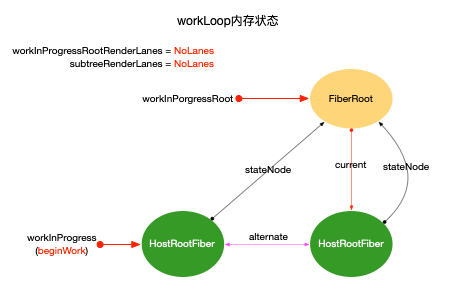 workLoop内存状态
workInProgressRootRenderLanes = NoLanes
subtreeRenderLanes = NoLanes
workInPorgressRoot
FiberRoot
stateNode
current
stateNode
workInProgress
(beginWork)
HostRootFiber
alternate
HostRootFiber